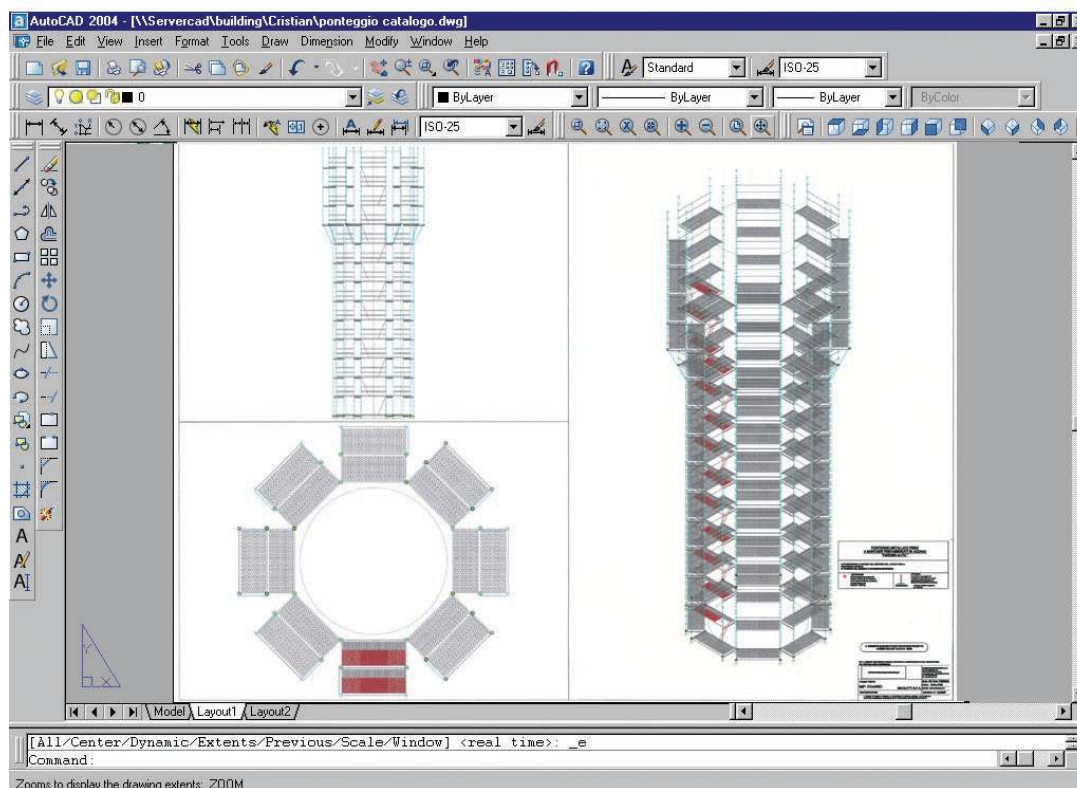 AutoCAD 2004 - [\\Servercad\building\Cristian\ponteggio catalogo.dwg]
File Edit View Insert Format Tools Draw Dimension Modify Window Help
Standard ISO-25
0 ByLayer ByLayer ByLayer ByColor
ISO-25
A
A
AI
Y
X
Model Layout1 Layout2
[All/Center/Dynamic/Extents/Previous/Scale/Window] <real time>: _e
Command:
Zooms to display the drawing extents: ZOOM